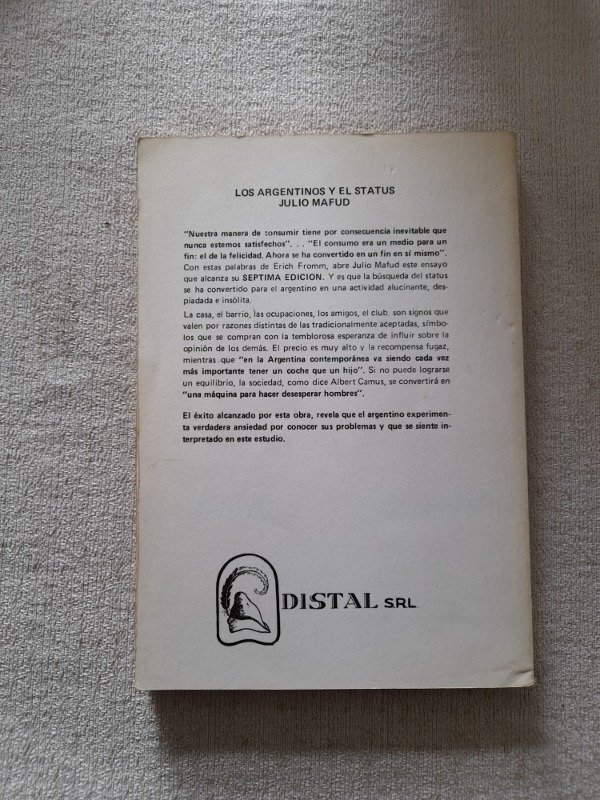 LOS ARGENTINOS Y EL STATUS
JULIO MAFUD
"Nuestra manera de consumir tiene por consecuencia inevitable que
nunca estemos satisfechos". . . "El consumo era un medio para un
fin: el de la felicidad. Ahora se ha convertido en un fin en sí mismo".
Con estas palabras de Erich Fromm, abre Julio Mafud este ensayo
que alcanza su SEPTIMA EDICION. Y es que la búsqueda del status
se ha convertido para el argentino en una actividad alucinante, des-
piadada e insólita.
La casa, el barrio, las ocupaciones, los amigos, el club, son signos que
valen por razones distintas de las tradicionalmente aceptadas, símbo-
los que se compran con la temblorosa esperanza de influir sobre la
opinión de los demás. El precio es muy alto y la recompensa fugaz,
mientras que "en la Argentina contemporánea va siendo cada vez
más importante tener un coche que un hijo". Si no puede lograrse
un equilibrio, la sociedad, como dice Albert Camus, se convertirá en
"una máquina para hacer desesperar hombres".
El éxito alcanzado por esta obra, revela que el argentino experimen-
ta verdadera ansiedad por conocer sus problemas y que se siente in-
terpretado en este estudio.
DISTAL S.R.L.